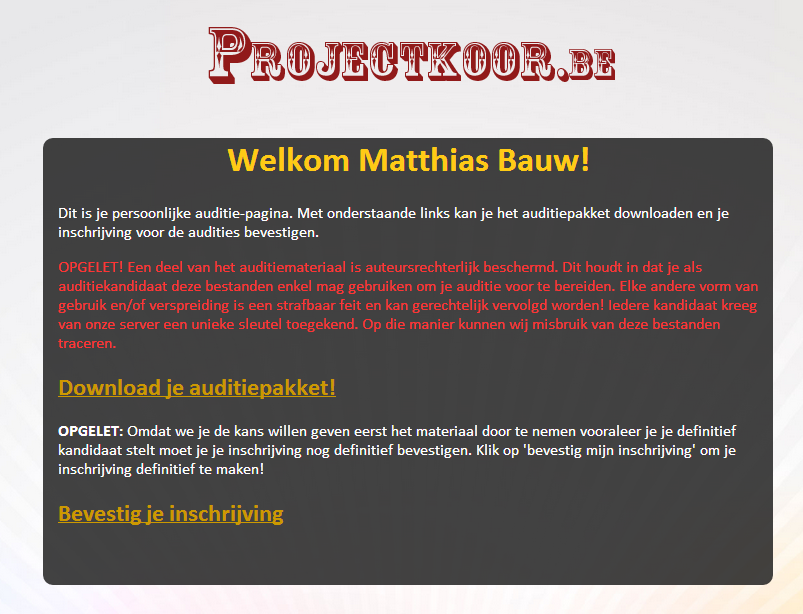 Projectkoor.be
Welkom Matthias Bauw!
Dit is je persoonlijke auditie-pagina. Met onderstaande links kan je het auditiepakket downloaden en je
inschrijving voor de audities bevestigen.
OPGELET! Een deel van het auditiemateriaal is auteursrechterlijk beschermd. Dit houdt in dat je als
auditiekandidaat deze bestanden enkel mag gebruiken om je auditie voor te bereiden. Elke andere vorm van
gebruik en/of verspreiding is een strafbaar feit en kan gerechtelijk vervolgd worden! Iedere kandidaat kreeg
van onze server een unieke sleutel toegekend. Op die manier kunnen wij misbruik van deze bestanden
traceren.
Download je auditiepakket!
OPGELET: Omdat we je de kans willen geven eerst het materiaal door te nemen vooraleer je je definitief
kandidaat stelt moet je je inschrijving nog definitief bevestigen. Klik op 'bevestig mijn inschrijving' om je
inschrijving definitief te maken!
Bevestig je inschrijving